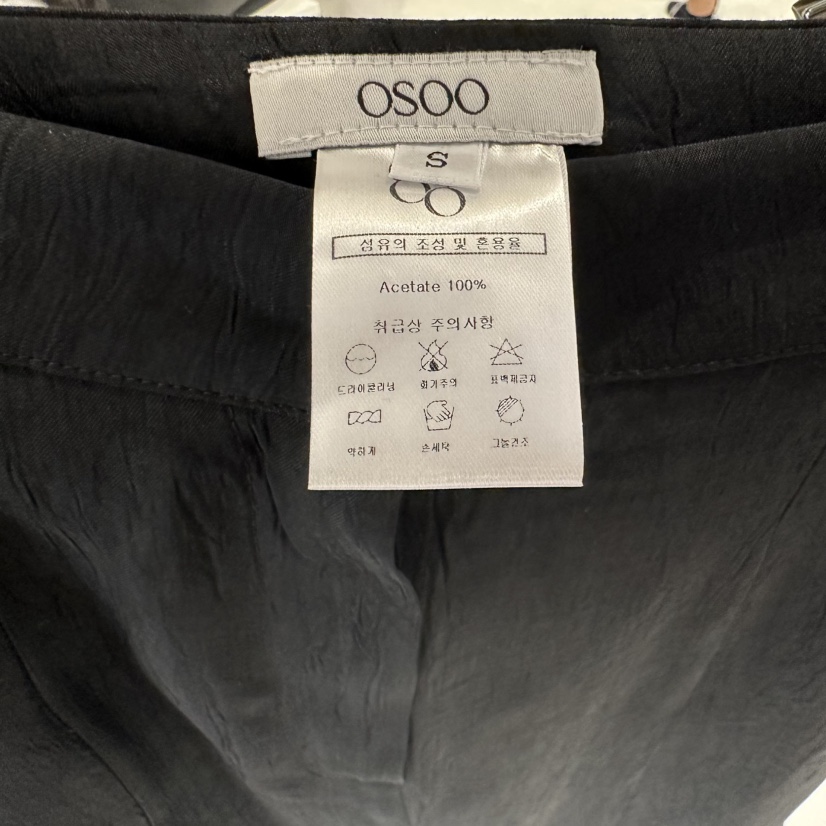 OSOO
S
섬유의 조성 및 혼용율
Acetate 100%
취급상 주의사항
드라이클리닝 화기주의 표백제금지
약하게 손세탁 그늘건조